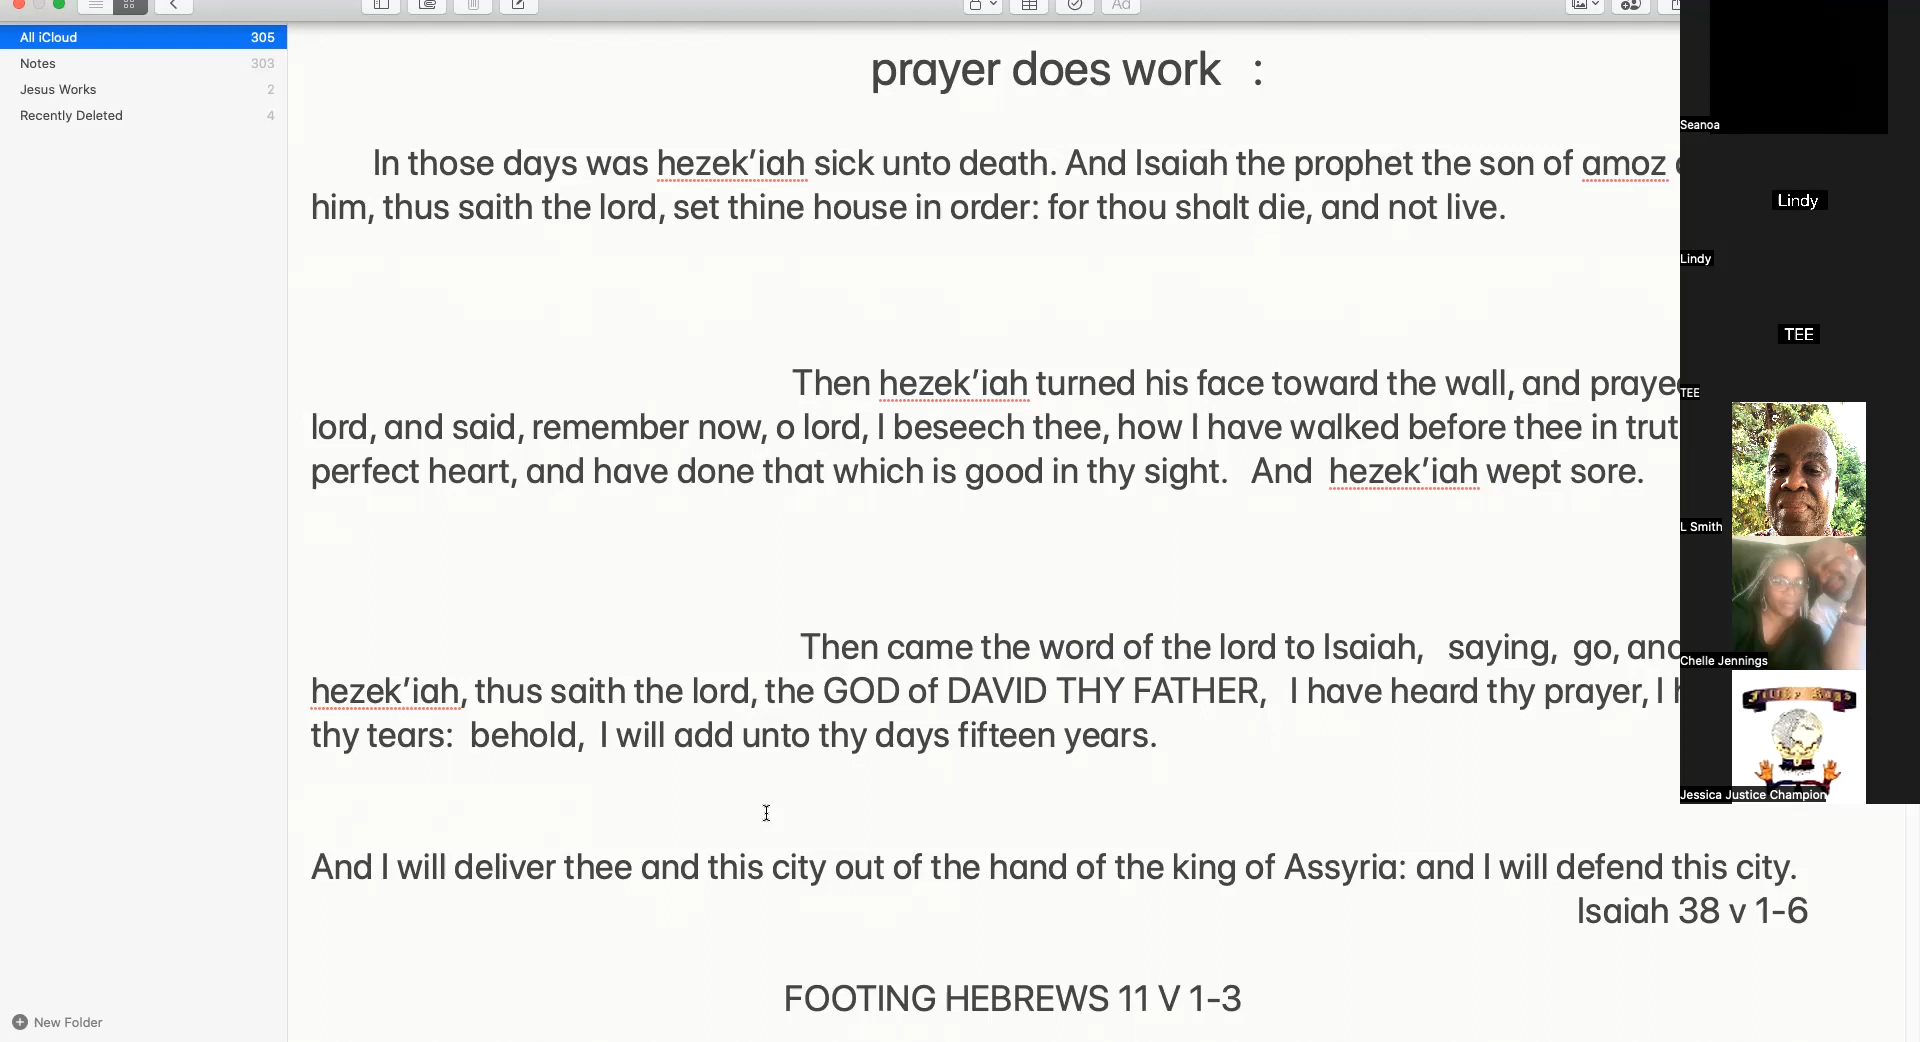 All iCloud 305
Notes 303
Jesus Works 2
Recently Deleted 4
New Folder
Aa
prayer does work :
In those days was hezek’iah sick unto death. And Isaiah the prophet the son of amoz
him, thus saith the lord, set thine house in order: for thou shalt die, and not live.
Then hezek’iah turned his face toward the wall, and praye
lord, and said, remember now, o lord, I beseech thee, how I have walked before thee in trut
perfect heart, and have done that which is good in thy sight. And hezek’iah wept sore.
Then came the word of the lord to Isaiah, saying, go, and
hezek’iah, thus saith the lord, the GOD of DAVID THY FATHER, I have heard thy prayer, I h
thy tears: behold, I will add unto thy days fifteen years.
And I will deliver thee and this city out of the hand of the king of Assyria: and I will defend this city.
Isaiah 38 v 1-6
FOOTING HEBREWS 11 V 1-3
Seanoa
Lindy
Lindy
TEE
TEE
L Smith
Chelle Jennings
Jessica Justice Champion